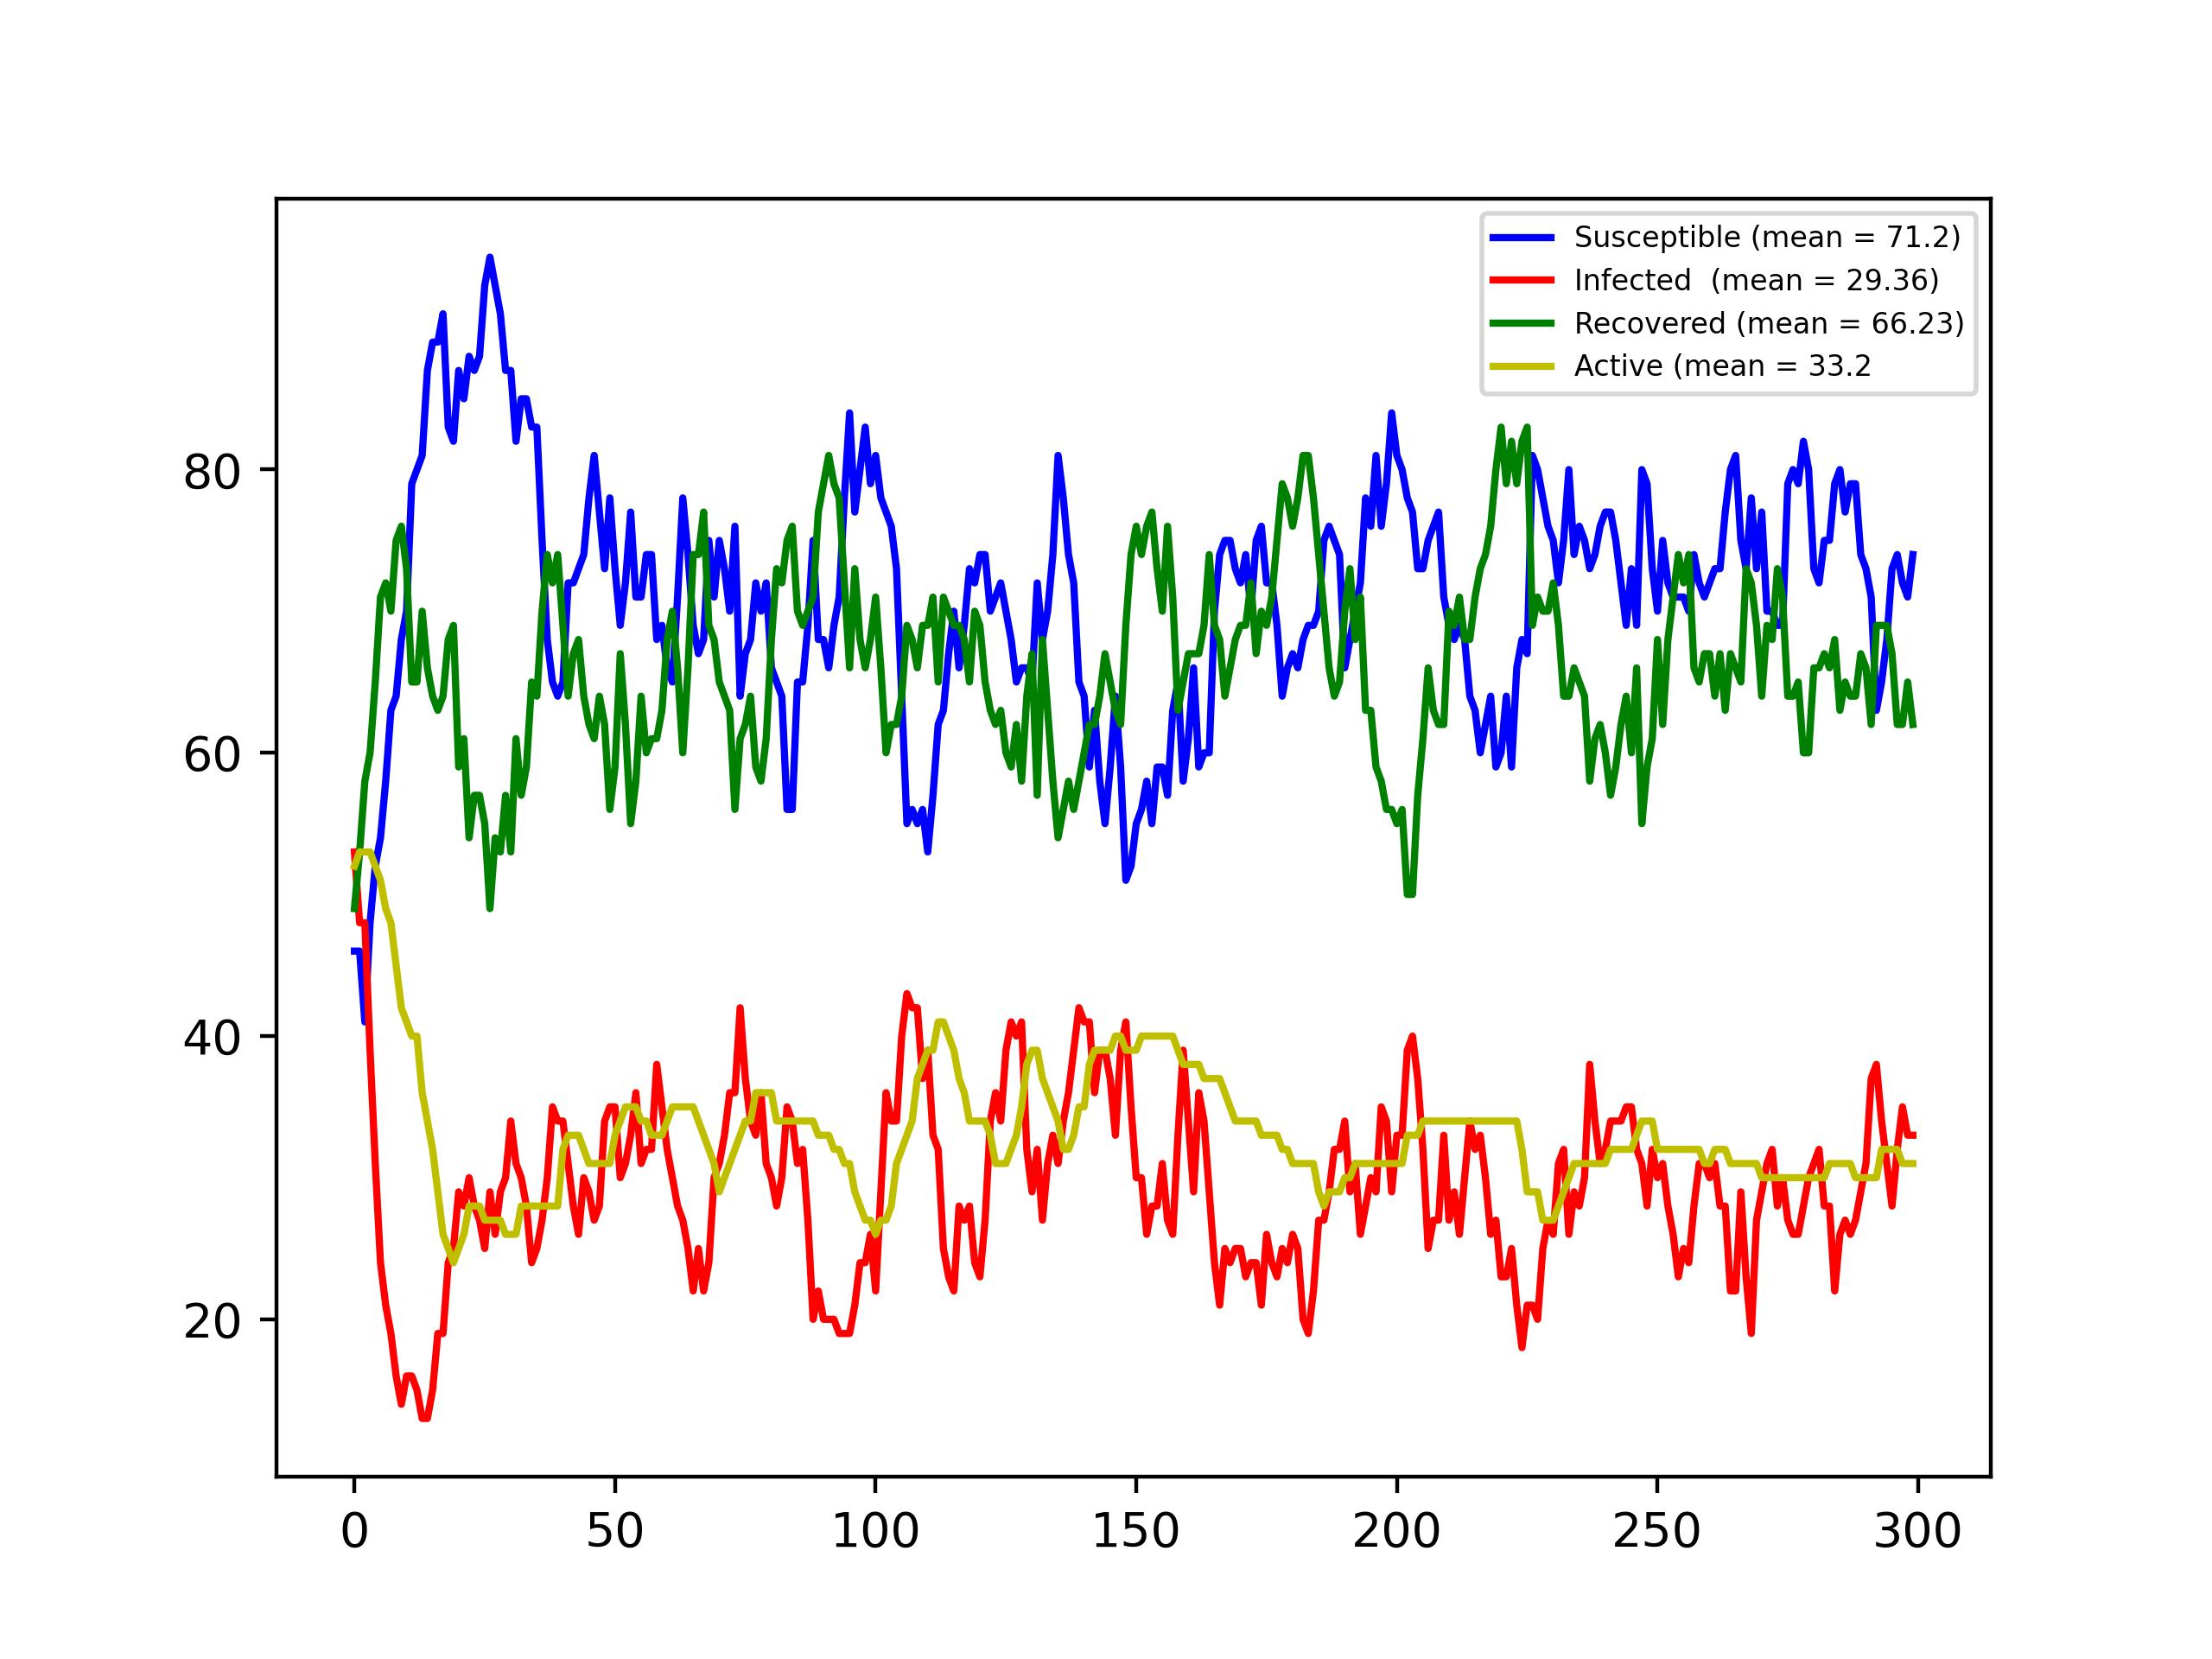 Susceptible (mean = 71.2)
Infected  (mean = 29.36)
Recovered (mean = 66.23)
Active (mean = 33.2
80
60
40
20
0 50 100 150 200 250 300